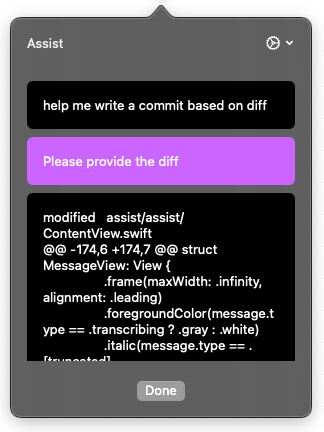 Assist
help me write a commit based on diff
Please provide the diff
modified   assist/assist/
ContentView.swift
@@ -174,6 +174,7 @@ struct
MessageView: View {
.frame(maxWidth: .infinity,
alignment: .leading)
.foregroundColor(message.t
ype == .transcribing ? .gray : .white)
.italic(message.type == .
[truncated]
Done